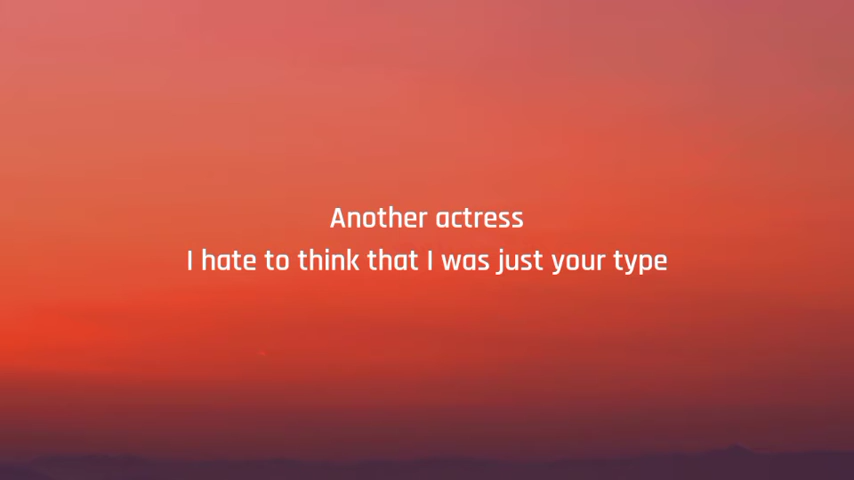 Another actress
I hate to think that I was just your type